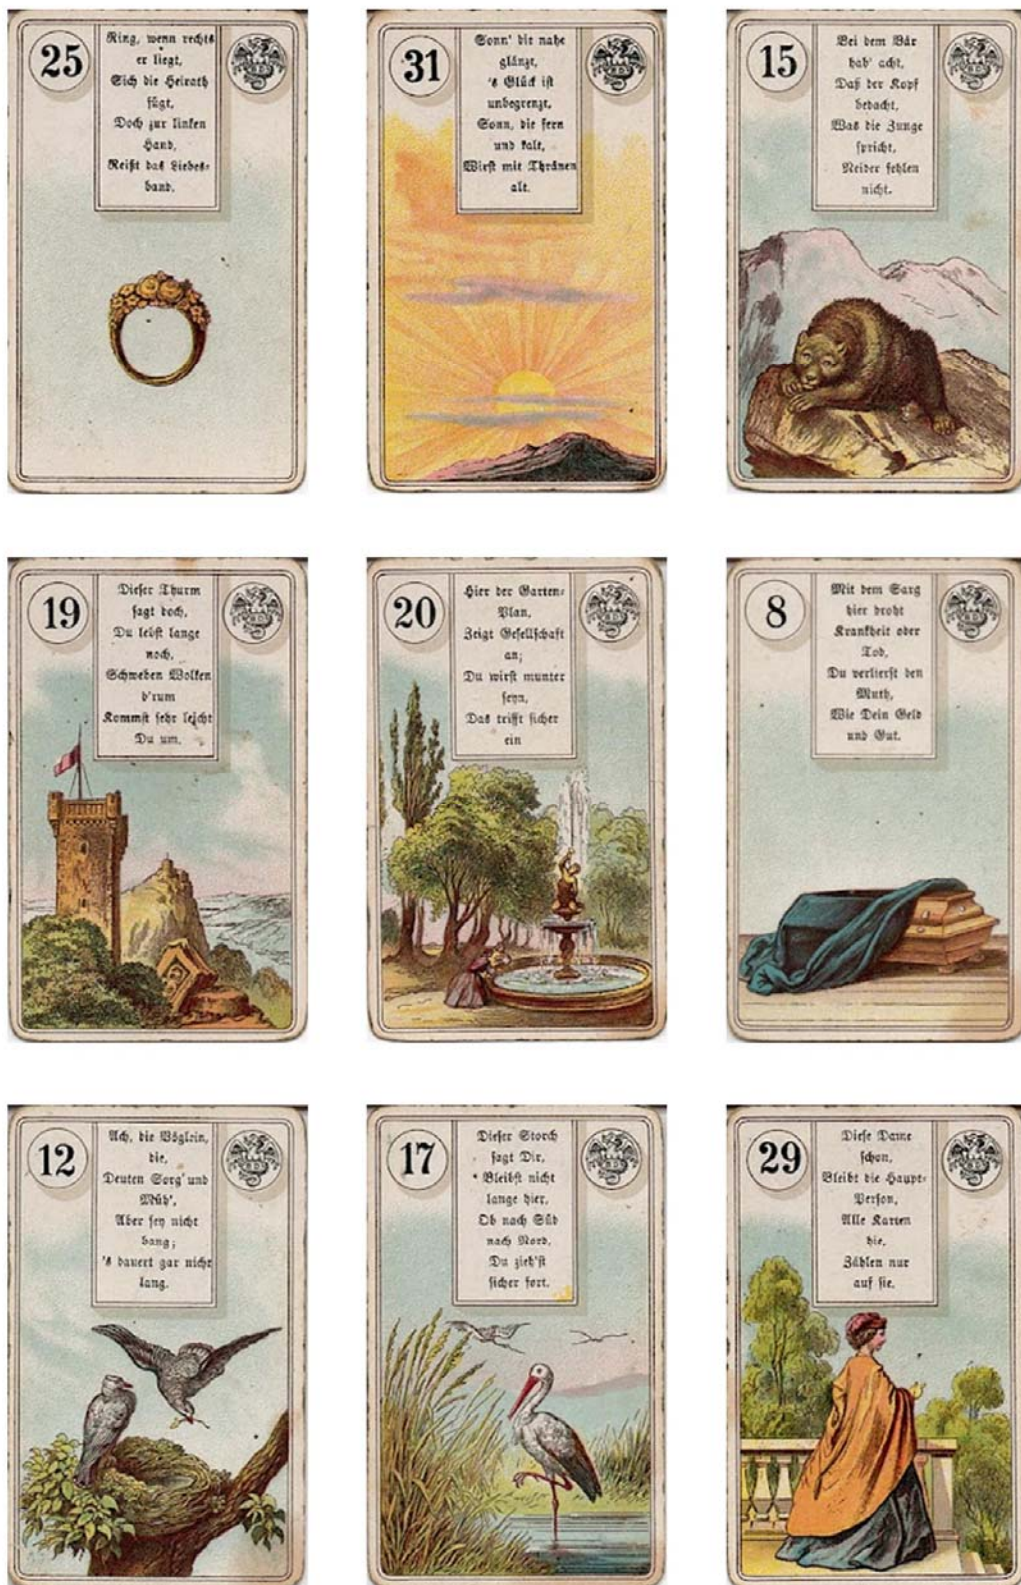 25
Ring, wenn rechts
er liegt,
Sich die Heirath
fügt,
Doch zur linken
Hand,
Reißt das Liebes-
band.
31
Sonn' dir nahe
glänzt,
's Glück ist
unbegrenzt,
Sonn, die fern
und kalt,
Wirst mit Thränen
alt.
15
Bei dem Bär
hab' acht,
Daß der Kopf
bedacht,
Was die Zunge
spricht,
Neider fehlen
nicht.
19
Dieser Thurm
sagt doch,
Du lebst lange
noch,
Schweben Wolken
d'rum
Kommst sehr leicht
Du um.
20
Hier der Garten-
Plan,
Zeigt Gesellschaft
an;
Du wirst munter
seyn,
Das trifft sicher
ein
8
Mit dem Sarg
hier droht
Krankheit oder
Tod,
Du verlierst den
Muth,
Wie Dein Geld
und Gut.
12
Ach, die Vöglein,
die,
Deuten Sorg' und
Müh',
Aber sey nicht
bang;
's dauert gar nicht
lang.
17
Dieser Storch
sagt Dir,
Bleibst nicht
lange hier,
Ob nach Süd
nach Nord,
Du zieh'st
sicher fort.
29
Diese Dame
schon,
Bleibt die Haupt-
Person,
Alle Karten
hie,
Zählen nur
auf sie.